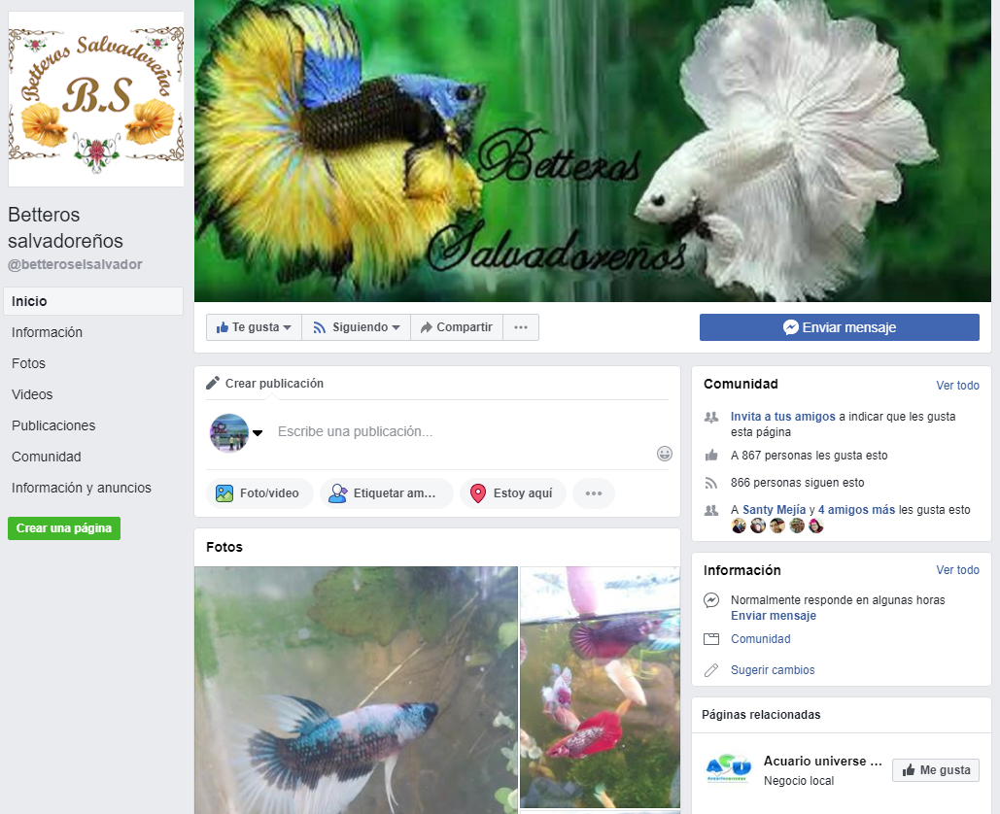 Betteros Salvadoreños
B.S
Betteros
salvadoreños
@betteroselsalvador
Inicio
Información
Fotos
Videos
Publicaciones
Comunidad
Información y anuncios
Crear una página
Betteros
Salvadoreños
Te gusta
Siguiendo
Compartir
...
Enviar mensaje
Crear publicación
Escribe una publicación...
Foto/video
Etiquetar am...
Estoy aquí
...
Fotos
Comunidad
Ver todo
Invita a tus amigos a indicar que les gusta
esta página
A 867 personas les gusta esto
866 personas siguen esto
A Santy Mejía y 4 amigos más les gusta esto
Información
Ver todo
Normalmente responde en algunas horas
Enviar mensaje
Comunidad
Sugerir cambios
Páginas relacionadas
ASU
Acuario universe ...
Negocio local
Me gusta